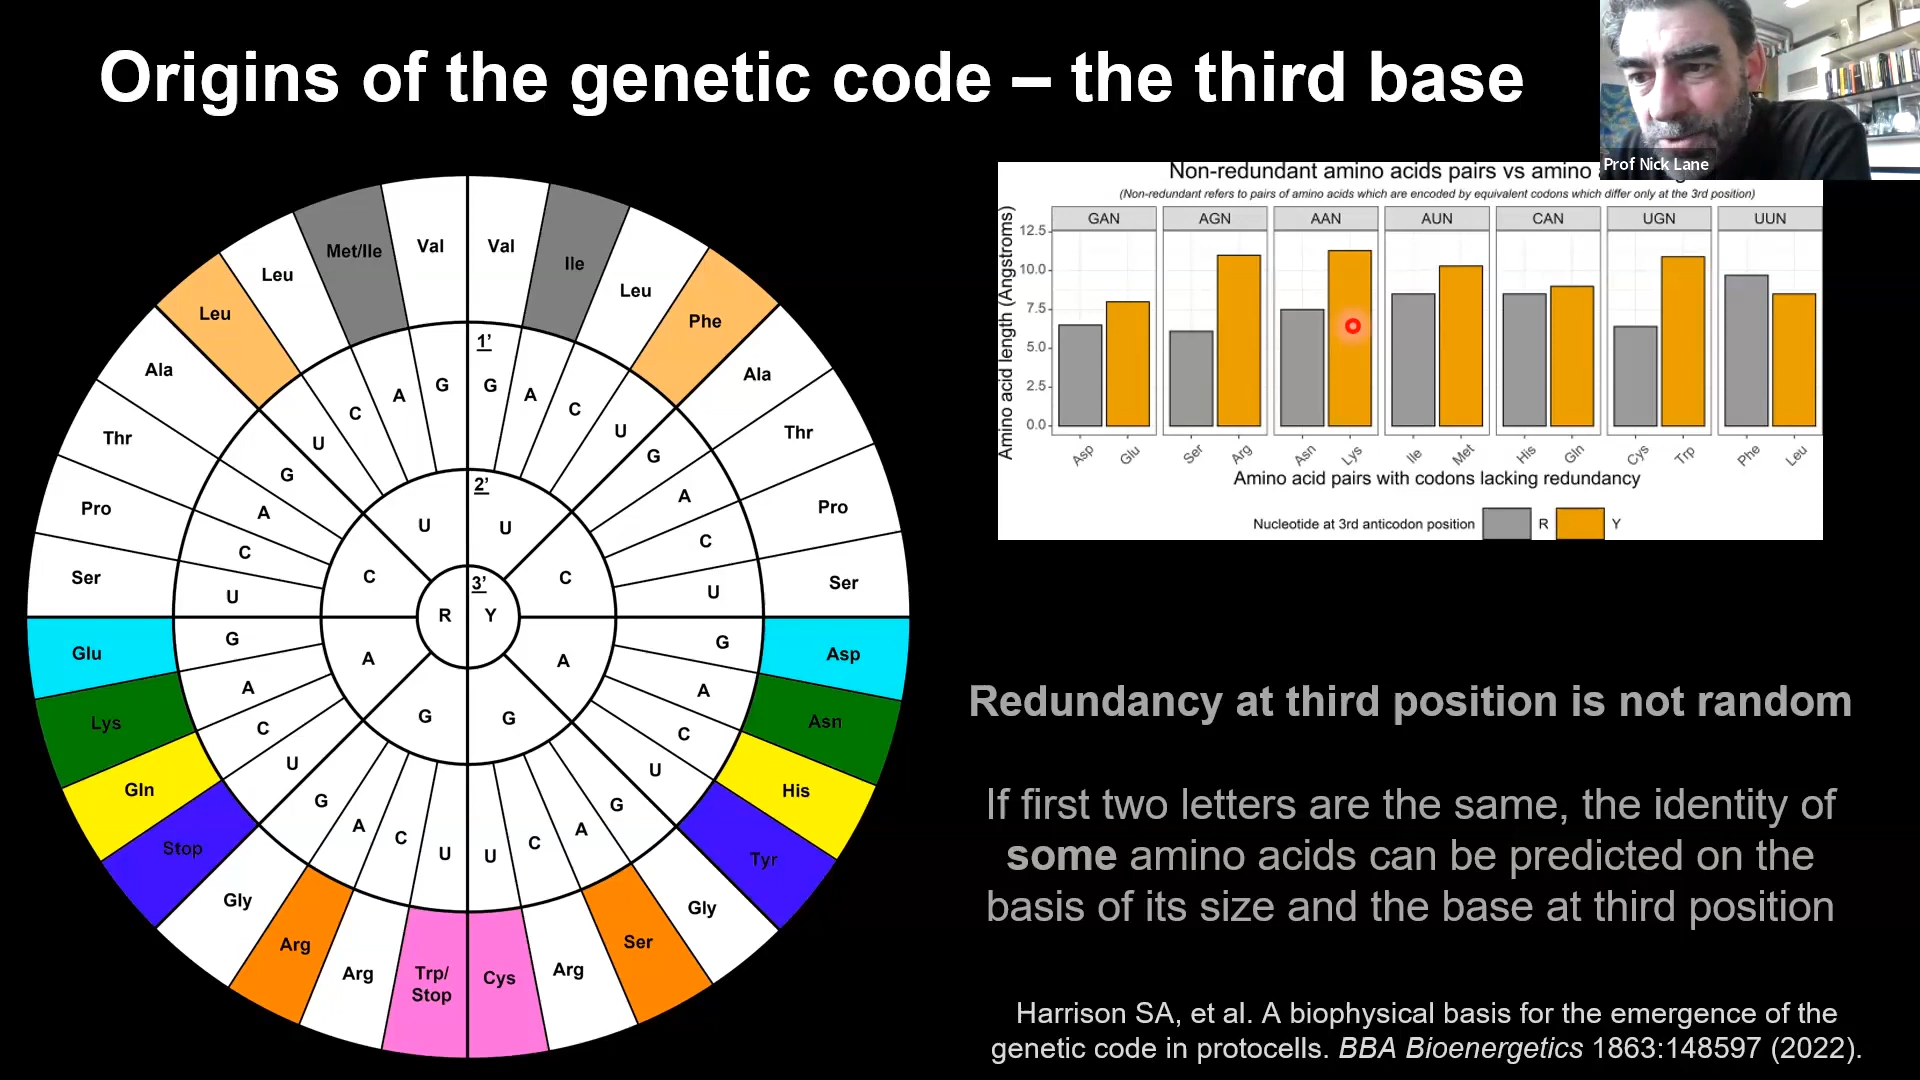 Origins of the genetic code – the third base
Prof Nick Lane
Non-redundant amino acids pairs vs amino
(Non-redundant refers to pairs of amino acids which are encoded by equivalent codons which differ only at the 3rd position)
Amino acid length (Angstroms)
GAN AGN AAN AUN CAN UGN UUN
12.5
10.0
7.5
5.0
2.5
0.0
Asp Glu Ser Arg Asn Lys Ile Met His Gln Cys Trp Phe Leu
Amino acid pairs with codons lacking redundancy
Nucleotide at 3rd anticodon position R Y
Val
Ile
Leu
Phe
Ala
Thr
Pro
Ser
Asp
Asn
His
Tyr
Gly
Ser
Arg
Cys
Trp/
Stop
Arg
Arg
Gly
Stop
Gln
Lys
Glu
Ser
Pro
Thr
Ala
Leu
Leu
Met/Ile
Val
1'
G A C U
G A C U
G A C U
G A C U
U C A G
U C A G
U C A G
U C A G
2'
U C A G
G A C U
3'
R Y
Redundancy at third position is not random
If first two letters are the same, the identity of
some amino acids can be predicted on the
basis of its size and the base at third position
Harrison SA, et al. A biophysical basis for the emergence of the
genetic code in protocells. BBA Bioenergetics 1863:148597 (2022).